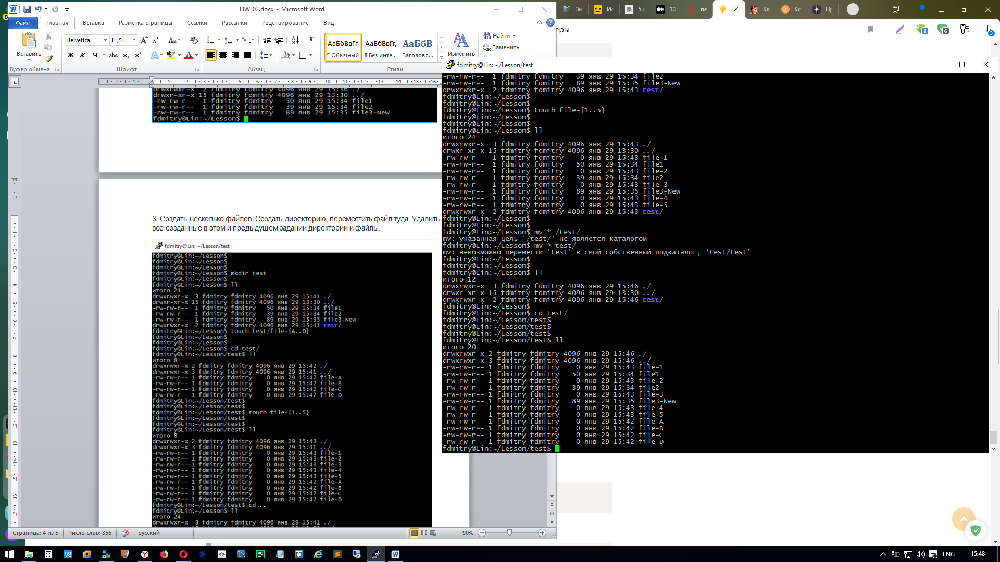 HW_02.docx - Microsoft Word
Файл Главная Вставка Разметка страницы Ссылки Рассылки Рецензирование Вид
Вставить
Буфер обмена
Helvetica 11,5
Шрифт
Абзац
АаБбВвГг, АаБбВвГг, АаБбВ
¶ Обычный ¶ Без инте... Заголово...
Стили
Изменить
Найти
Заменить
drwxrwxr-x 2 fdmitry fdmitry 4096 янв 29 15:36 ./
drwxr-xr-x 15 fdmitry fdmitry 4096 янв 29 13:30 ../
-rw-rw-r-- 1 fdmitry fdmitry 50 янв 29 15:34 file1
-rw-rw-r-- 1 fdmitry fdmitry 39 янв 29 15:34 file2
-rw-rw-r-- 1 fdmitry fdmitry 89 янв 29 15:35 file3-New
fdmitry@Lin:~/Lesson$
3. Создать несколько файлов. Создать директорию, переместить файл туда. Удалить
все созданные в этом и предыдущем задании директории и файлы.
fdmitry@Lin: ~/Lesson/test
fdmitry@Lin:~/Lesson$
fdmitry@Lin:~/Lesson$
fdmitry@Lin:~/Lesson$
fdmitry@Lin:~/Lesson$ mkdir test
fdmitry@Lin:~/Lesson$
fdmitry@Lin:~/Lesson$ ll
итого 24
drwxrwxr-x 3 fdmitry fdmitry 4096 янв 29 15:41 ./
drwxr-xr-x 15 fdmitry fdmitry 4096 янв 29 13:30 ../
-rw-rw-r-- 1 fdmitry fdmitry 50 янв 29 15:34 file1
-rw-rw-r-- 1 fdmitry fdmitry 39 янв 29 15:34 file2
-rw-rw-r-- 1 fdmitry fdmitry 89 янв 29 15:35 file3-New
drwxrwxr-x 2 fdmitry fdmitry 4096 янв 29 15:41 test/
fdmitry@Lin:~/Lesson$ touch test/file-{A..D}
fdmitry@Lin:~/Lesson$
fdmitry@Lin:~/Lesson$
fdmitry@Lin:~/Lesson$ cd test/
fdmitry@Lin:~/Lesson/test$ ll
итого 8
drwxrwxr-x 2 fdmitry fdmitry 4096 янв 29 15:42 ./
drwxrwxr-x 3 fdmitry fdmitry 4096 янв 29 15:41 ../
-rw-rw-r-- 1 fdmitry fdmitry 0 янв 29 15:42 file-A
-rw-rw-r-- 1 fdmitry fdmitry 0 янв 29 15:42 file-B
-rw-rw-r-- 1 fdmitry fdmitry 0 янв 29 15:42 file-C
-rw-rw-r-- 1 fdmitry fdmitry 0 янв 29 15:42 file-D
fdmitry@Lin:~/Lesson/test$
fdmitry@Lin:~/Lesson/test$
fdmitry@Lin:~/Lesson/test$ touch file-{1..5}
fdmitry@Lin:~/Lesson/test$
fdmitry@Lin:~/Lesson/test$
fdmitry@Lin:~/Lesson/test$ ll
итого 8
drwxrwxr-x 2 fdmitry fdmitry 4096 янв 29 15:43 ./
drwxrwxr-x 3 fdmitry fdmitry 4096 янв 29 15:41 ../
-rw-rw-r-- 1 fdmitry fdmitry 0 янв 29 15:43 file-1
-rw-rw-r-- 1 fdmitry fdmitry 0 янв 29 15:43 file-2
-rw-rw-r-- 1 fdmitry fdmitry 0 янв 29 15:43 file-3
-rw-rw-r-- 1 fdmitry fdmitry 0 янв 29 15:43 file-4
-rw-rw-r-- 1 fdmitry fdmitry 0 янв 29 15:43 file-5
-rw-rw-r-- 1 fdmitry fdmitry 0 янв 29 15:42 file-A
-rw-rw-r-- 1 fdmitry fdmitry 0 янв 29 15:42 file-B
-rw-rw-r-- 1 fdmitry fdmitry 0 янв 29 15:42 file-C
-rw-rw-r-- 1 fdmitry fdmitry 0 янв 29 15:42 file-D
fdmitry@Lin:~/Lesson/test$ cd ..
fdmitry@Lin:~/Lesson$ ll
итого 24
drwxrwxr-x 3 fdmitry fdmitry 4096 янв 29 15:41 ./
Страница: 4 из 5 Число слов: 356 русский 90%
fdmitry@Lin: ~/Lesson/test
-rw-rw-r-- 1 fdmitry fdmitry 39 янв 29 15:34 file2
-rw-rw-r-- 1 fdmitry fdmitry 89 янв 29 15:35 file3-New
drwxrwxr-x 2 fdmitry fdmitry 4096 янв 29 15:43 test/
fdmitry@Lin:~/Lesson$
fdmitry@Lin:~/Lesson$
fdmitry@Lin:~/Lesson$ touch file-{1..5}
fdmitry@Lin:~/Lesson$
fdmitry@Lin:~/Lesson$
fdmitry@Lin:~/Lesson$ ll
итого 24
drwxrwxr-x 3 fdmitry fdmitry 4096 янв 29 15:43 ./
drwxr-xr-x 15 fdmitry fdmitry 4096 янв 29 13:30 ../
-rw-rw-r-- 1 fdmitry fdmitry 0 янв 29 15:43 file-1
-rw-rw-r-- 1 fdmitry fdmitry 50 янв 29 15:34 file1
-rw-rw-r-- 1 fdmitry fdmitry 0 янв 29 15:43 file-2
-rw-rw-r-- 1 fdmitry fdmitry 39 янв 29 15:34 file2
-rw-rw-r-- 1 fdmitry fdmitry 0 янв 29 15:43 file-3
-rw-rw-r-- 1 fdmitry fdmitry 89 янв 29 15:35 file3-New
-rw-rw-r-- 1 fdmitry fdmitry 0 янв 29 15:43 file-4
-rw-rw-r-- 1 fdmitry fdmitry 0 янв 29 15:43 file-5
drwxrwxr-x 2 fdmitry fdmitry 4096 янв 29 15:43 test/
fdmitry@Lin:~/Lesson$
fdmitry@Lin:~/Lesson$
fdmitry@Lin:~/Lesson$ mv * /test/
mv: указанная цель '/test/' не является каталогом
fdmitry@Lin:~/Lesson$ mv * test/
mv: невозможно перенести 'test' в свой собственный подкаталог, 'test/test'
fdmitry@Lin:~/Lesson$
fdmitry@Lin:~/Lesson$
fdmitry@Lin:~/Lesson$ ll
итого 12
drwxrwxr-x 3 fdmitry fdmitry 4096 янв 29 15:46 ./
drwxr-xr-x 15 fdmitry fdmitry 4096 янв 29 13:30 ../
drwxrwxr-x 2 fdmitry fdmitry 4096 янв 29 15:46 test/
fdmitry@Lin:~/Lesson$
fdmitry@Lin:~/Lesson$ cd test/
fdmitry@Lin:~/Lesson/test$
fdmitry@Lin:~/Lesson/test$
fdmitry@Lin:~/Lesson/test$
fdmitry@Lin:~/Lesson/test$ ll
итого 20
drwxrwxr-x 2 fdmitry fdmitry 4096 янв 29 15:46 ./
drwxrwxr-x 3 fdmitry fdmitry 4096 янв 29 15:46 ../
-rw-rw-r-- 1 fdmitry fdmitry 0 янв 29 15:43 file-1
-rw-rw-r-- 1 fdmitry fdmitry 50 янв 29 15:34 file1
-rw-rw-r-- 1 fdmitry fdmitry 0 янв 29 15:43 file-2
-rw-rw-r-- 1 fdmitry fdmitry 39 янв 29 15:34 file2
-rw-rw-r-- 1 fdmitry fdmitry 0 янв 29 15:43 file-3
-rw-rw-r-- 1 fdmitry fdmitry 89 янв 29 15:35 file3-New
-rw-rw-r-- 1 fdmitry fdmitry 0 янв 29 15:43 file-4
-rw-rw-r-- 1 fdmitry fdmitry 0 янв 29 15:43 file-5
-rw-rw-r-- 1 fdmitry fdmitry 0 янв 29 15:42 file-A
-rw-rw-r-- 1 fdmitry fdmitry 0 янв 29 15:42 file-B
-rw-rw-r-- 1 fdmitry fdmitry 0 янв 29 15:42 file-C
-rw-rw-r-- 1 fdmitry fdmitry 0 янв 29 15:42 file-D
fdmitry@Lin:~/Lesson/test$
ENG 15:48